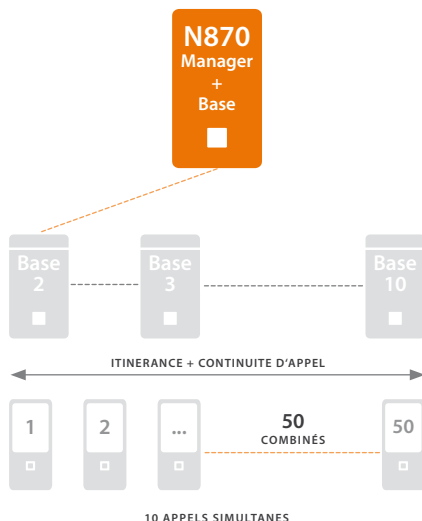 N870
Manager
+
Base
Base
2
Base
3
Base
10
ITINERANCE + CONTINUITE D'APPEL
1
2
...
50
COMBINÉS
50
10 APPELS SIMULTANES